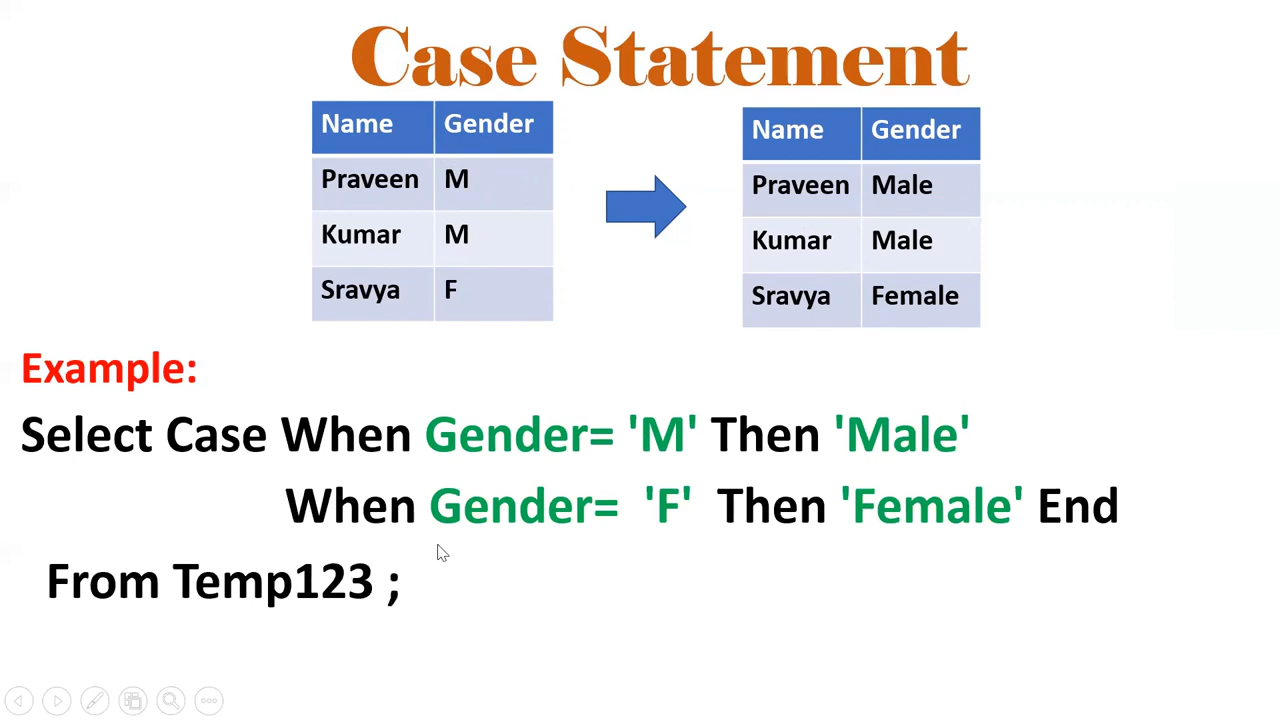 Case Statement
Name Gender
Praveen M
Kumar M
Sravya F
Name Gender
Praveen Male
Kumar Male
Sravya Female
Example:
Select Case When Gender= 'M' Then 'Male'
When Gender= 'F' Then 'Female' End
From Temp123 ;